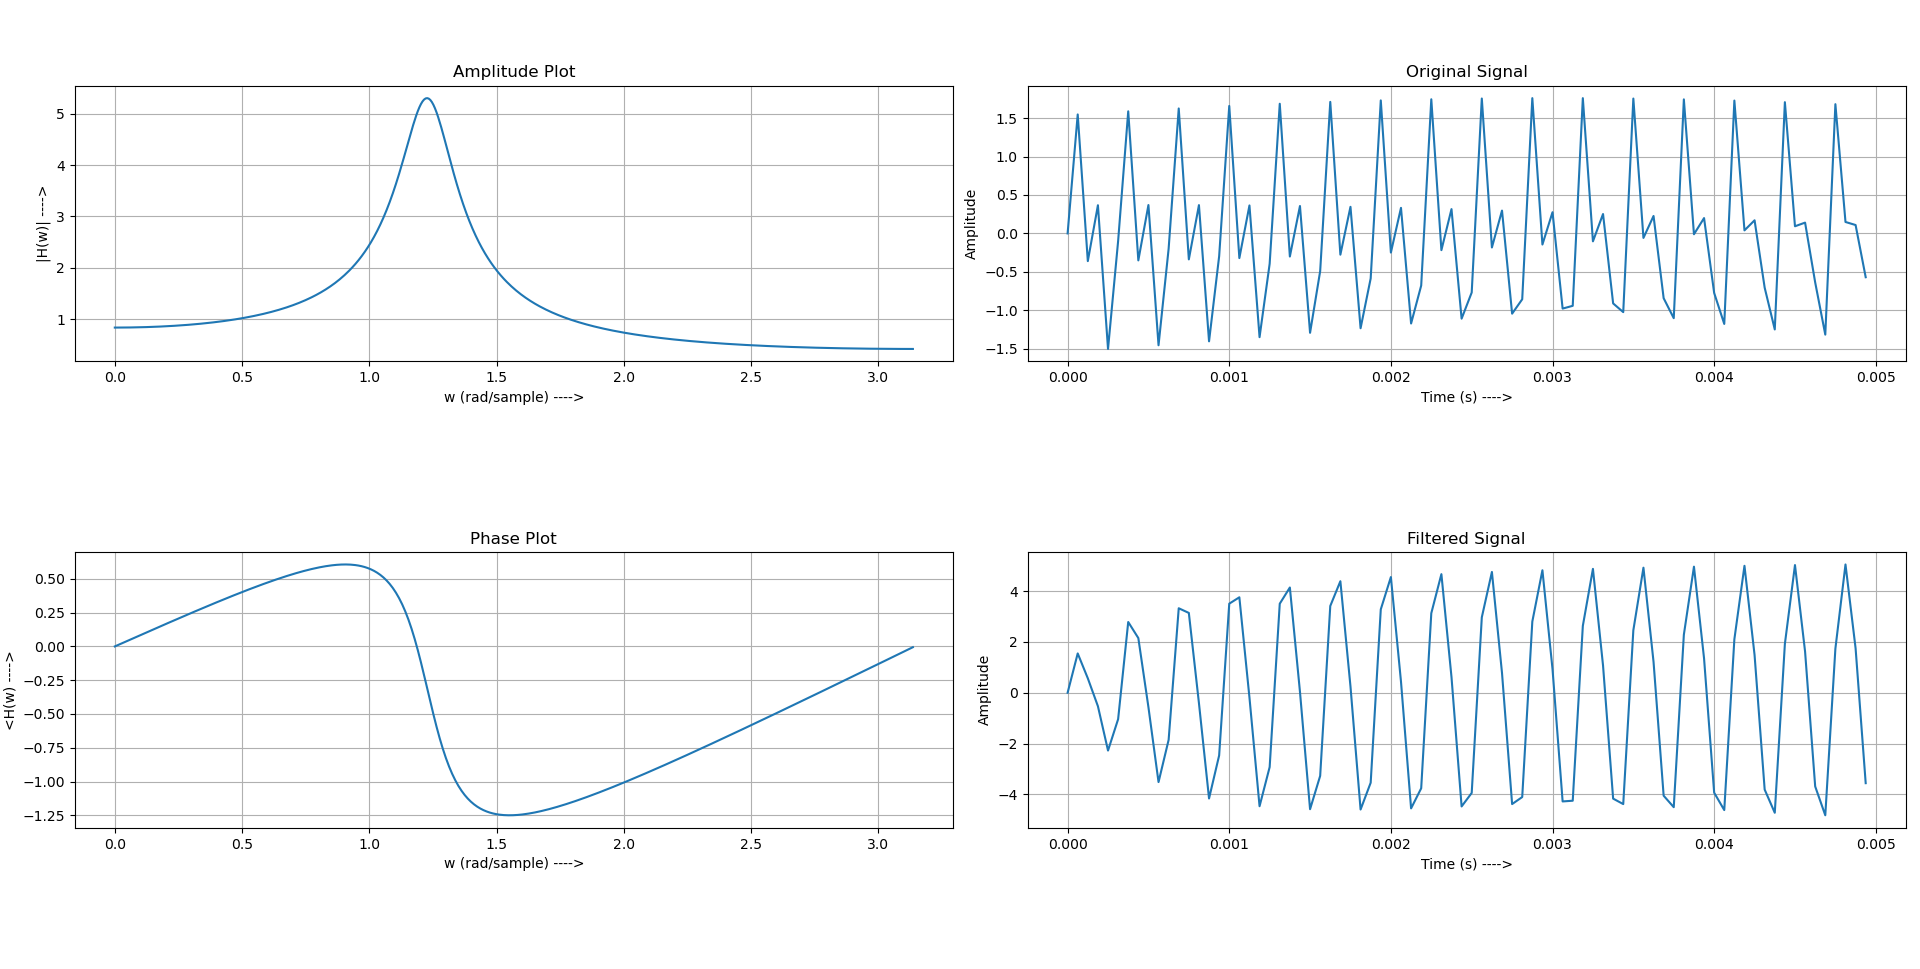 Amplitude Plot
|H(w)| ---->
5
4
3
2
1
0.0 0.5 1.0 1.5 2.0 2.5 3.0
w (rad/sample) ---->
Original Signal
Amplitude
1.5
1.0
0.5
0.0
−0.5
−1.0
−1.5
0.000 0.001 0.002 0.003 0.004 0.005
Time (s) ---->
Phase Plot
<H(w) ---->
0.50
0.25
0.00
−0.25
−0.50
−0.75
−1.00
−1.25
0.0 0.5 1.0 1.5 2.0 2.5 3.0
w (rad/sample) ---->
Filtered Signal
Amplitude
4
2
0
−2
−4
0.000 0.001 0.002 0.003 0.004 0.005
Time (s) ---->